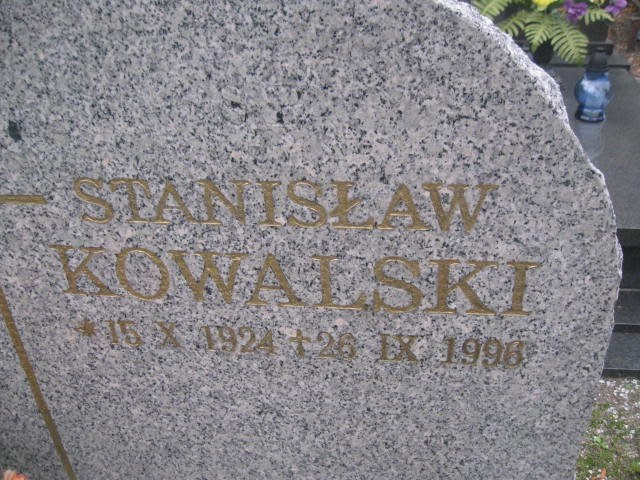 STANISŁAW
KOWALSKI
* 15 X 1924 † 26 IX 1996